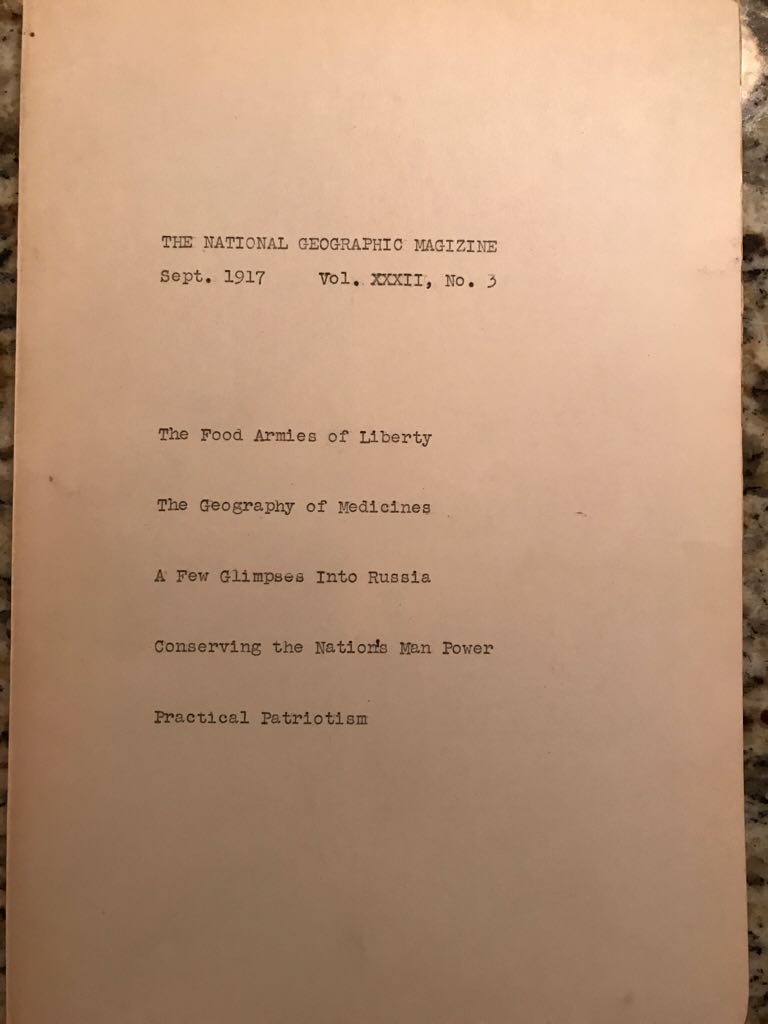 THE NATIONAL GEOGRAPHIC MAGIZINE
Sept. 1917 Vol. XXXII, No. 3
The Food Armies of Liberty
The Geography of Medicines
A Few Glimpses Into Russia
Conserving the Nation's Man Power
Practical Patriotism